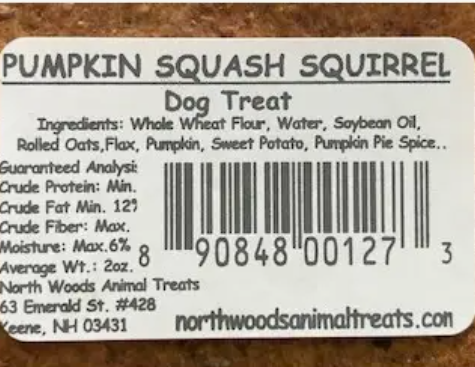 PUMPKIN SQUASH SQUIRREL
Dog Treat
Ingredients: Whole Wheat Flour, Water, Soybean Oil,
Rolled Oats,Flax, Pumpkin, Sweet Potato, Pumpkin Pie Spice..
Guaranteed Analysi
Crude Protein: Min.
Crude Fat Min. 12
Crude Fiber: Max.
Moisture: Max.6%
Average Wt.: 2oz.
8 90848 00127 3
North Woods Animal Treats
63 Emerald St. #428
Keene, NH 03431
northwoodsanimaltreats.com